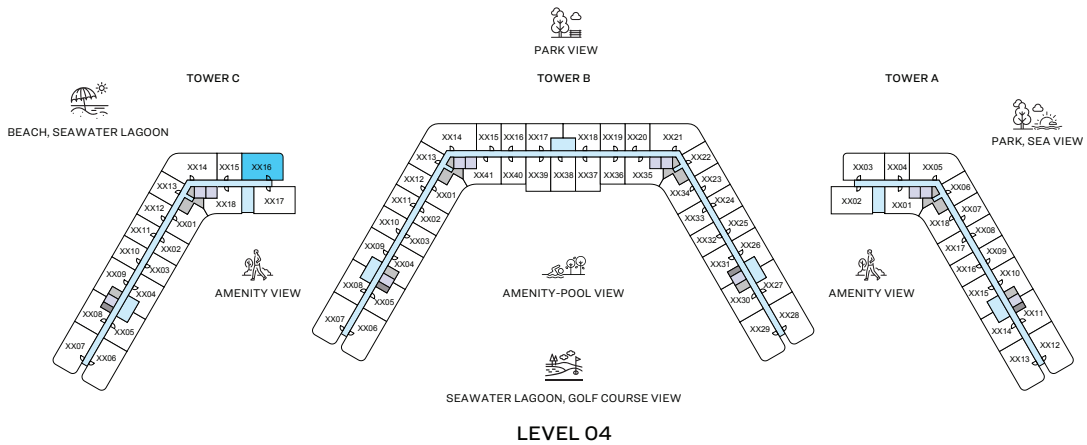 PARK VIEW
TOWER C
TOWER B
TOWER A
BEACH, SEAWATER LAGOON
PARK, SEA VIEW
XX14
XX15
XX16
XX13
XX12
XX11
XX10
XX09
XX08
XX07
XX06
XX05
XX04
XX03
XX02
XX01
XX18
XX17
XX14
XX15
XX16
XX17
XX18
XX19
XX20
XX21
XX13
XX12
XX11
XX10
XX09
XX08
XX07
XX06
XX05
XX04
XX03
XX02
XX01
XX41
XX40
XX39
XX38
XX37
XX36
XX35
XX34
XX33
XX32
XX31
XX30
XX29
XX22
XX23
XX24
XX25
XX26
XX27
XX28
XX03
XX04
XX05
XX02
XX01
XX18
XX17
XX16
XX15
XX14
XX13
XX06
XX07
XX08
XX09
XX10
XX11
XX12
AMENITY VIEW
AMENITY-POOL VIEW
AMENITY VIEW
SEAWATER LAGOON, GOLF COURSE VIEW
LEVEL 04